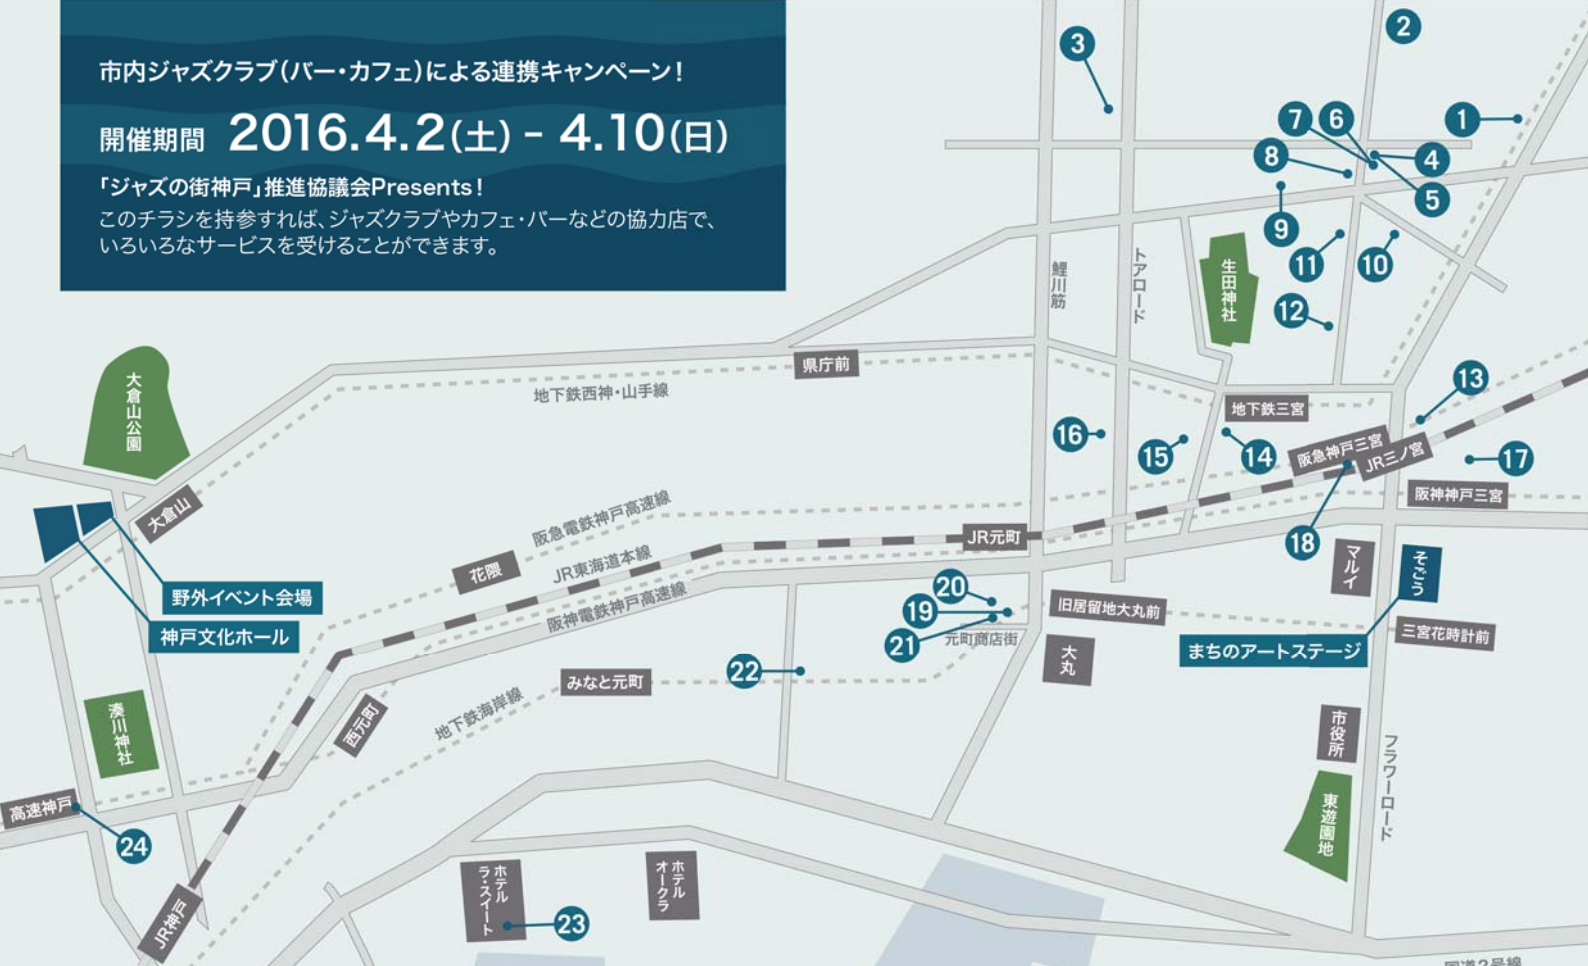 市内ジャズクラブ（バー・カフェ）による連携キャンペーン！
開催期間 2016.4.2(土) - 4.10(日)
「ジャズの街神戸」推進協議会Presents！
このチラシを持参すれば、ジャズクラブやカフェ・バーなどの協力店で、
いろいろなサービスを受けることができます。
2
3
7
6
1
8
4
5
9
11
10
12
鯉川筋
トアロード
生田神社
県庁前
地下鉄西神・山手線
大倉山公園
13
地下鉄三宮
16
15
14
阪急神戸三宮
JR三ノ宮
17
阪神神戸三宮
大倉山
阪急電鉄神戸高速線
JR元町
18
花隈
JR東海道本線
阪神電鉄神戸高速線
マルイ
そごう
野外イベント会場
神戸文化ホール
20
19
21
元町商店街
旧居留地大丸前
三宮花時計前
まちのアートステージ
大丸
22
みなと元町
地下鉄海岸線
西元町
湊川神社
市役所
フラワーロード
東遊園地
高速神戸
24
JR神戸
ホテル
ラ・スイート
23
ホテル
オークラ
国道2号線